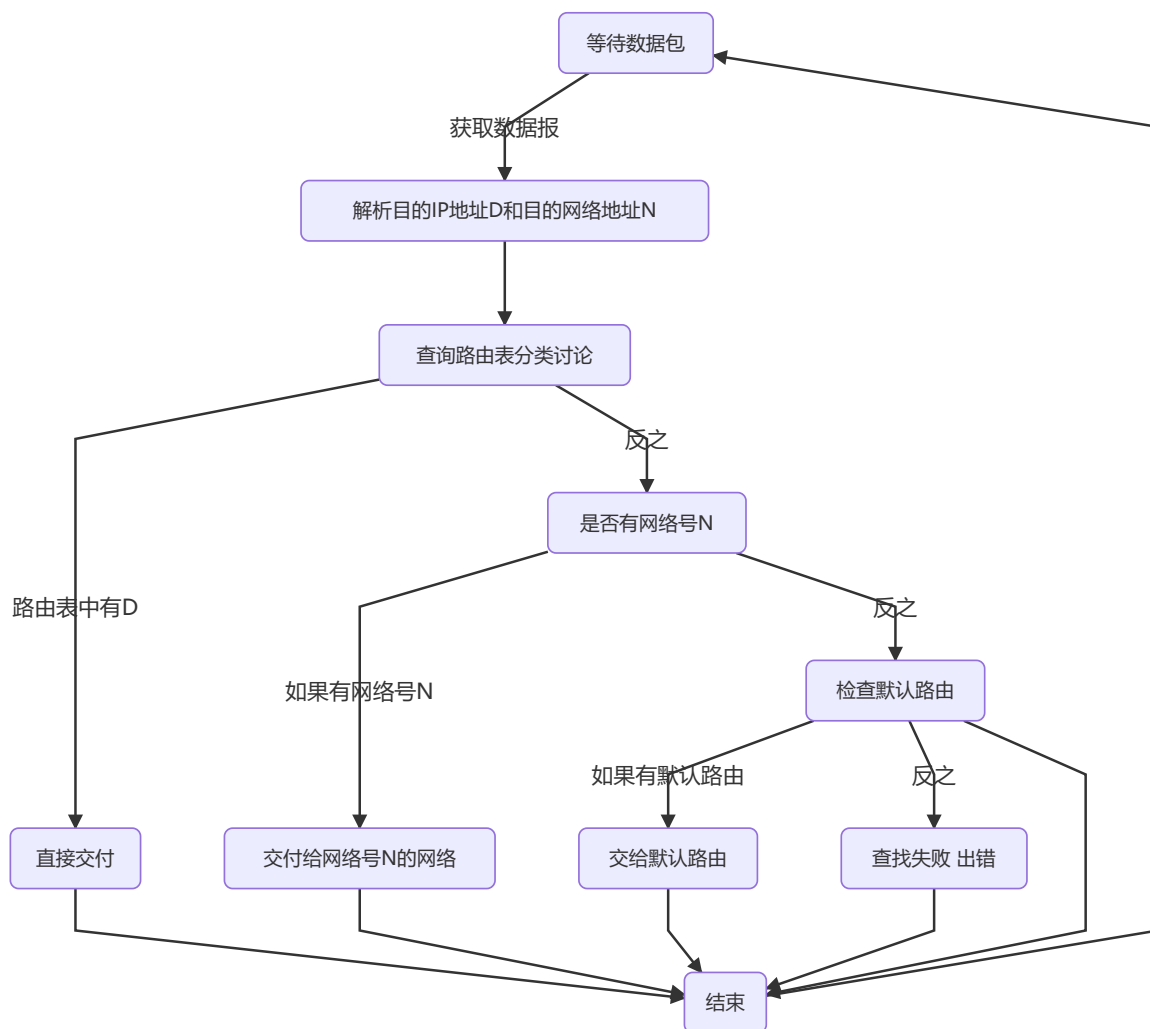 等待数据包
获取数据报
解析目的IP地址D和目的网络地址N
查询路由表分类讨论
反之
是否有网络号N
路由表中有D
反之
如果有网络号N
检查默认路由
如果有默认路由
反之
直接交付
交付给网络号N的网络
交给默认路由
查找失败 出错
结束